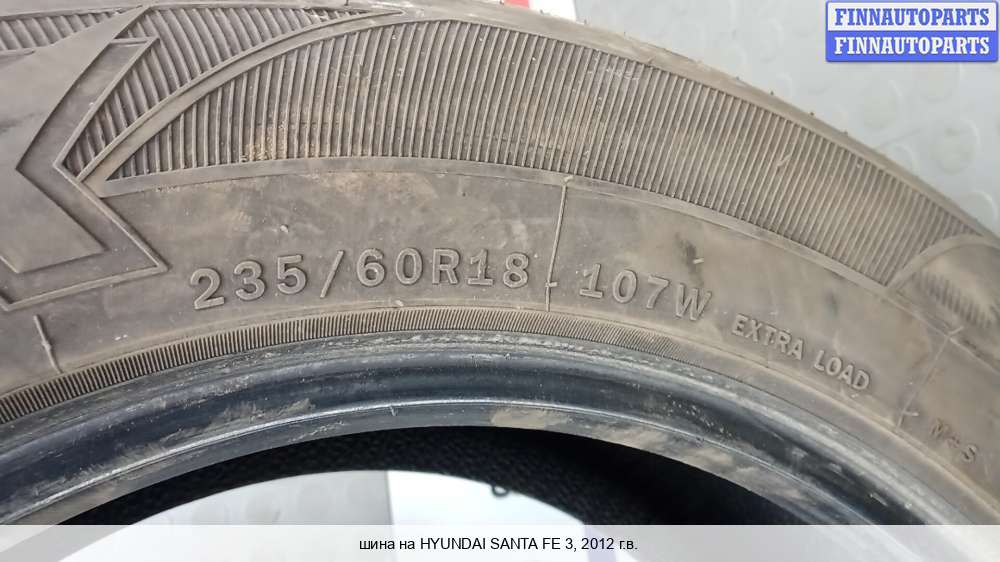 FINNAUTOPARTS
FINNAUTOPARTS
235/60R18 107W EXTRA LOAD M+S
шина на HYUNDAI SANTA FE 3, 2012 г.в.